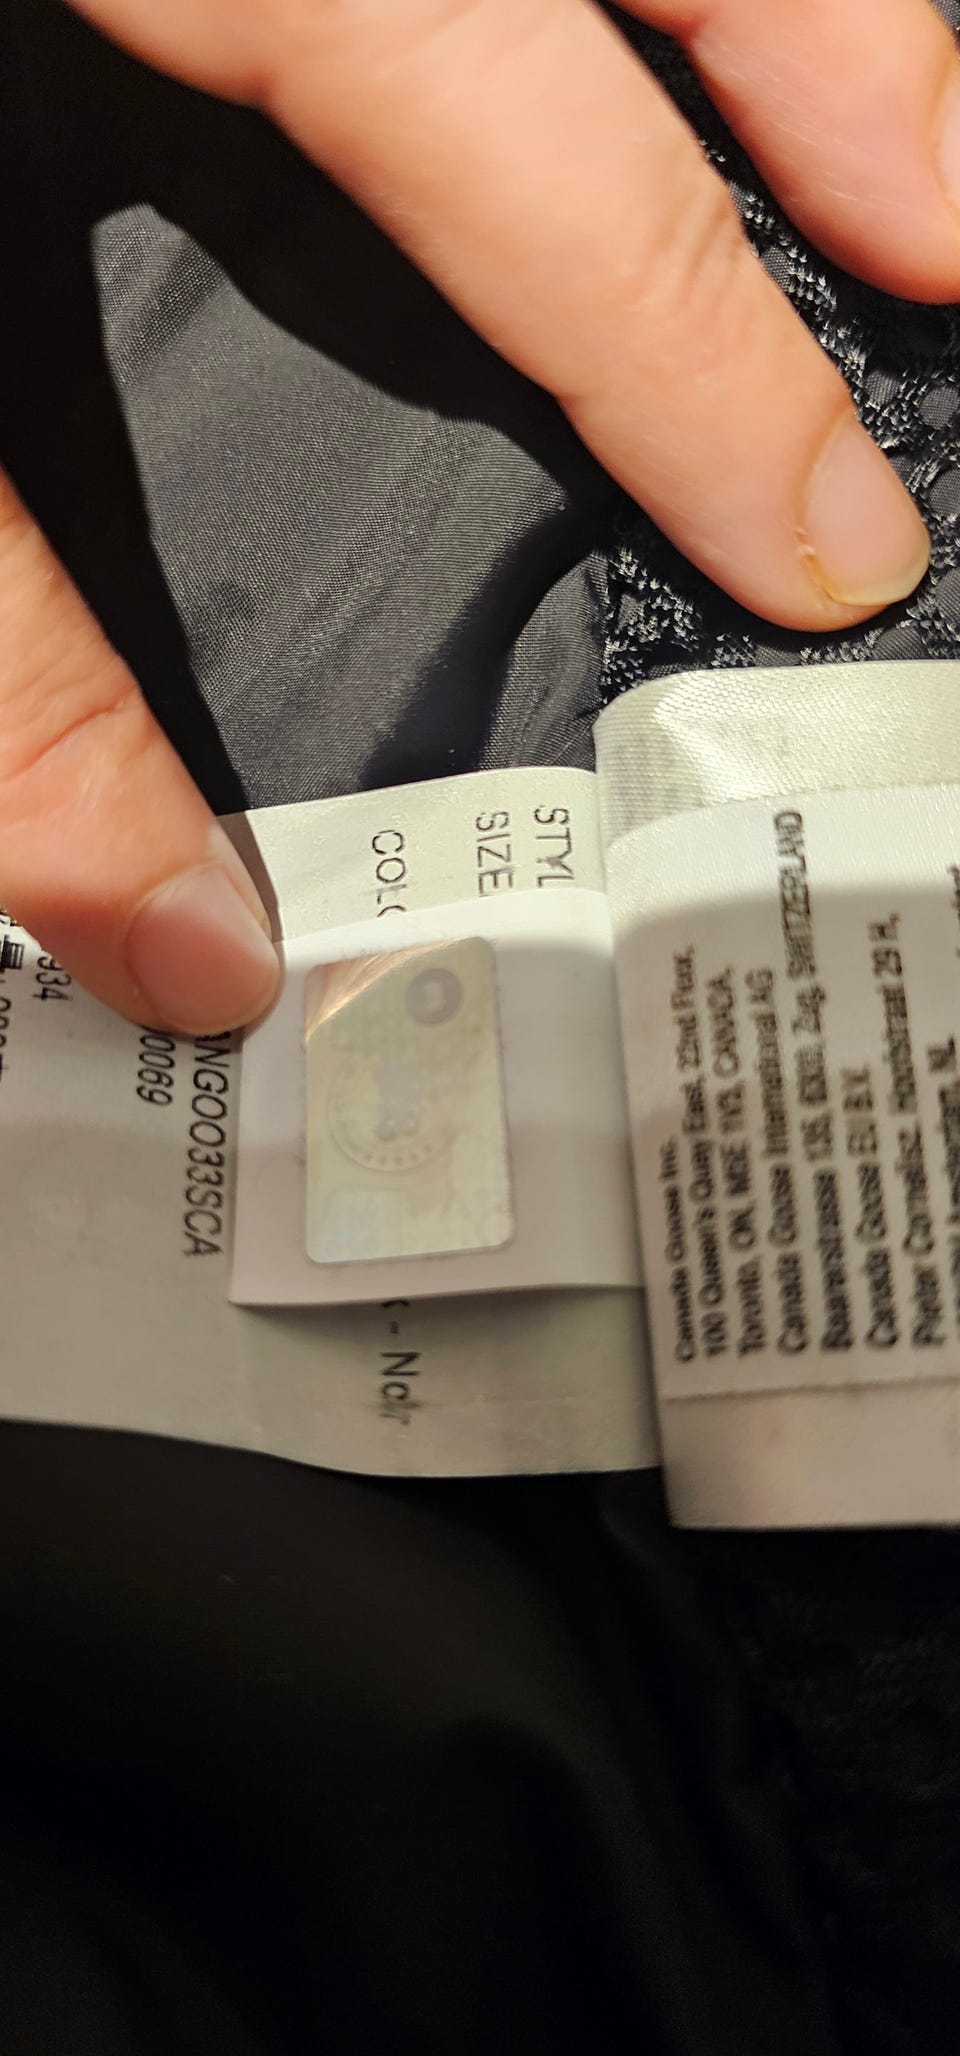 STYL
SIZE
COLO
- Noir
ANGO033SCA
00069
934
Canada Goose Inc.
100 Queen's Quay East, 22nd Floor,
Toronto, ON, M5E 1V3, CANADA.
Canada Goose International AG
Baarerstrasse 135, 6300, Zug, SWITZERLAND
Canada Goose EU B.V.
Pieter Cornelisz. Hooftstraat 29 H,